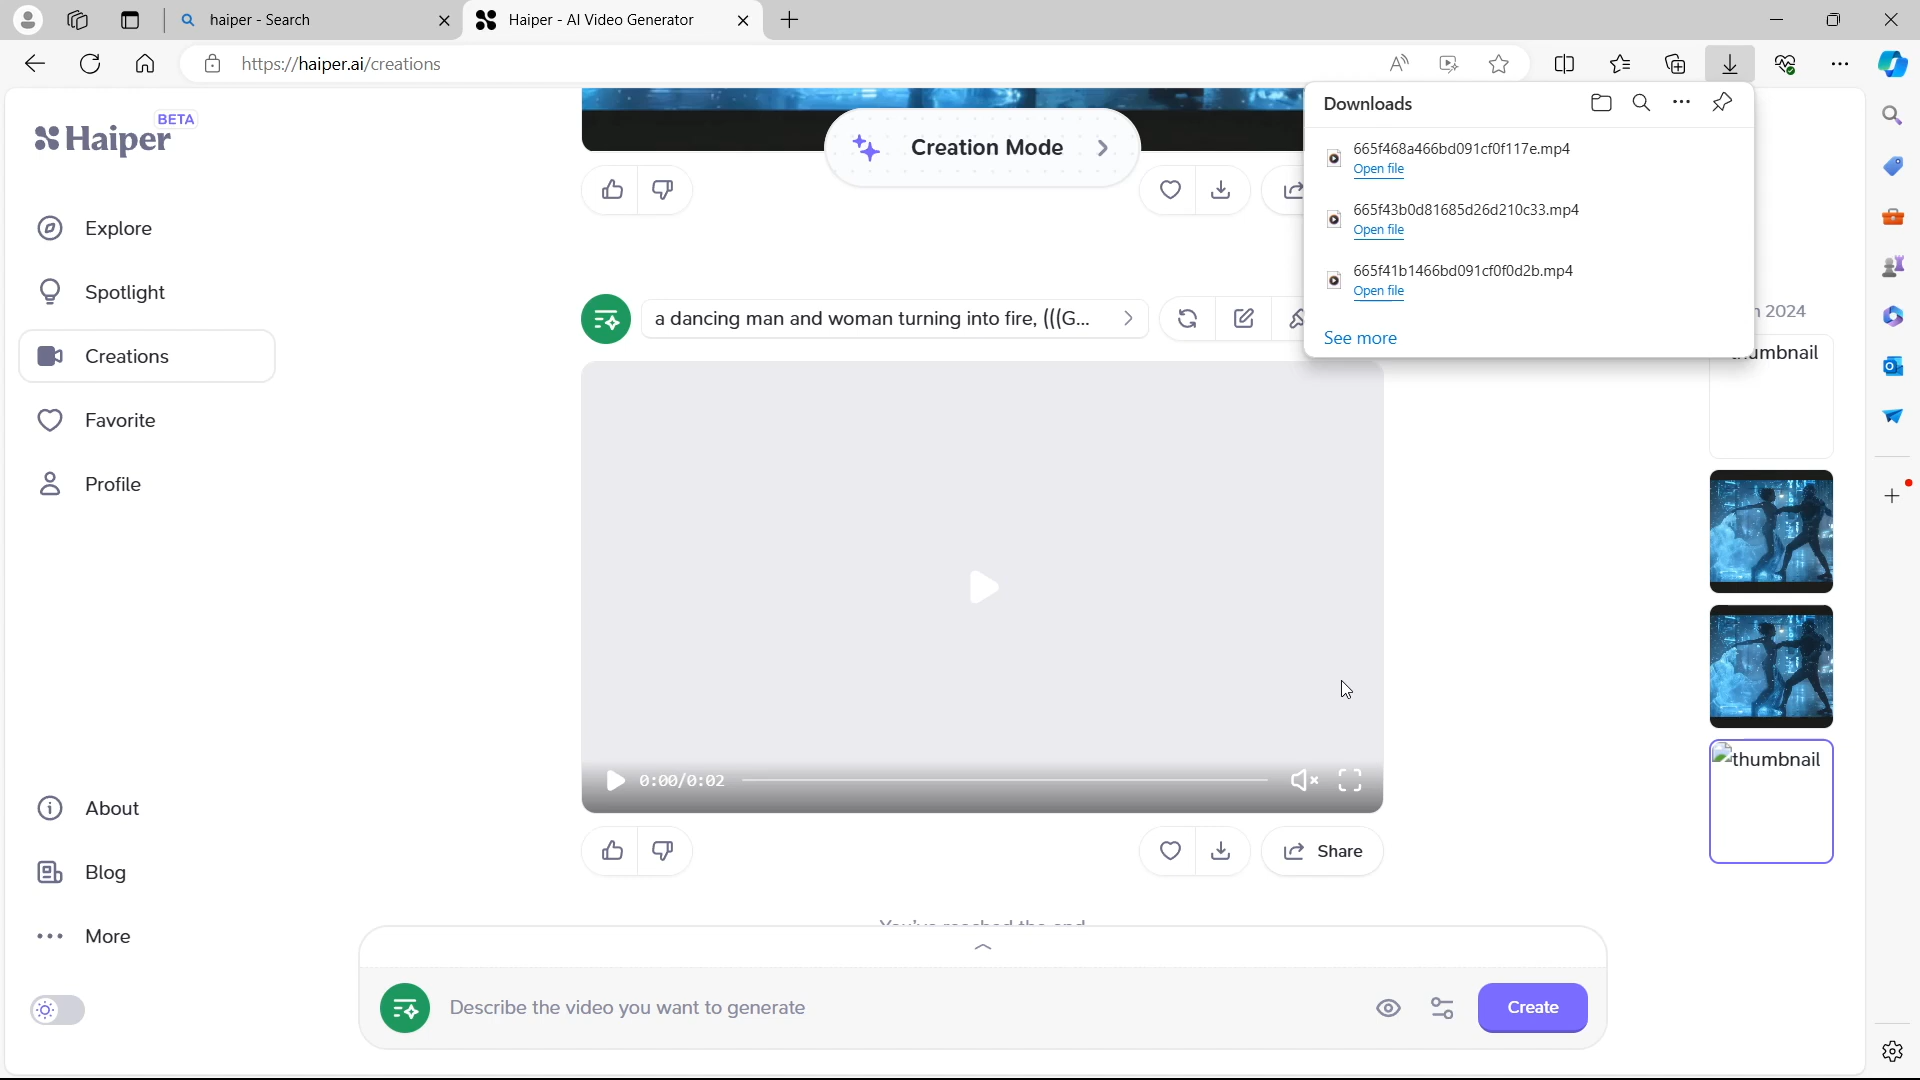 haiper - Search
Haiper - AI Video Generator
https://haiper.ai/creations
Haiper
BETA
Explore
Spotlight
Creations
Favorite
Profile
About
Blog
More
Creation Mode
a dancing man and woman turning into fire, (((G...
0:00/0:02
Share
Describe the video you want to generate
Create
Downloads
665f468a466bd091cf0f117e.mp4
Open file
665f43b0d81685d26d210c33.mp4
Open file
665f41b1466bd091cf0f0d2b.mp4
Open file
See more
2024
thumbnail
thumbnail